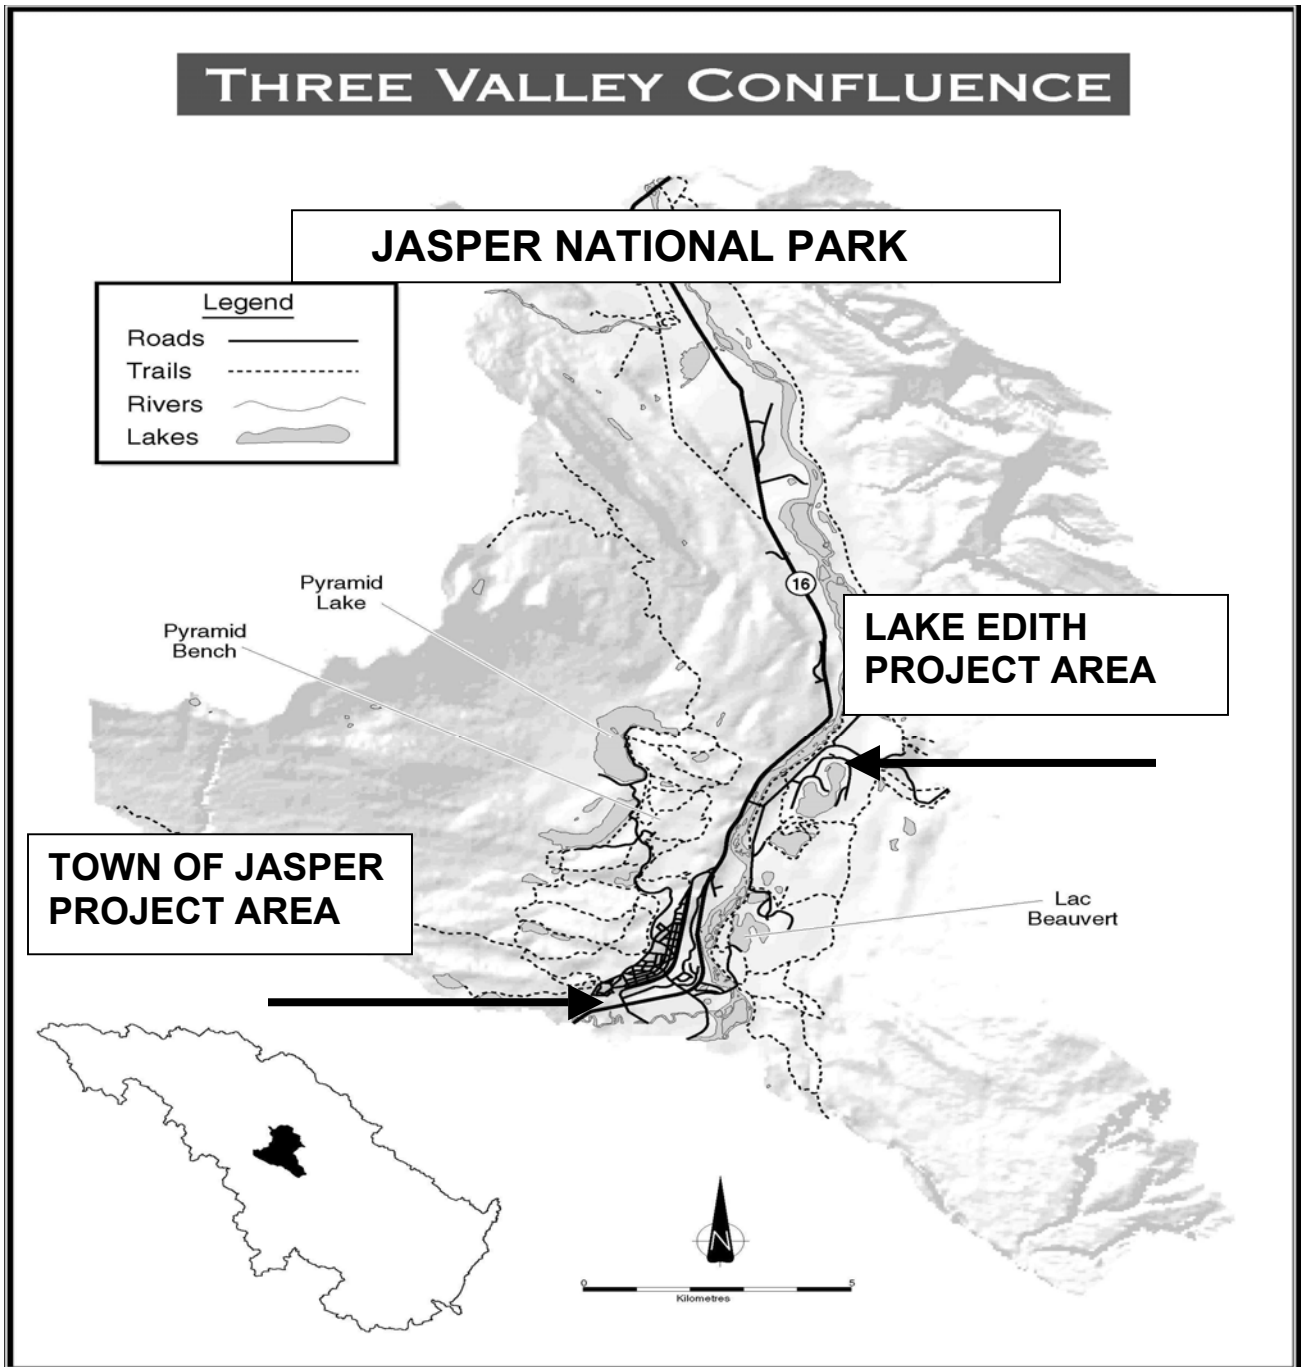 THREE VALLEY CONFLUENCE
JASPER NATIONAL PARK
Legend
Roads
Trails
Rivers
Lakes
16
Pyramid
Lake
Pyramid
Bench
LAKE EDITH
PROJECT AREA
TOWN OF JASPER
PROJECT AREA
Lac
Beauvert
N
0 5
Kilometres